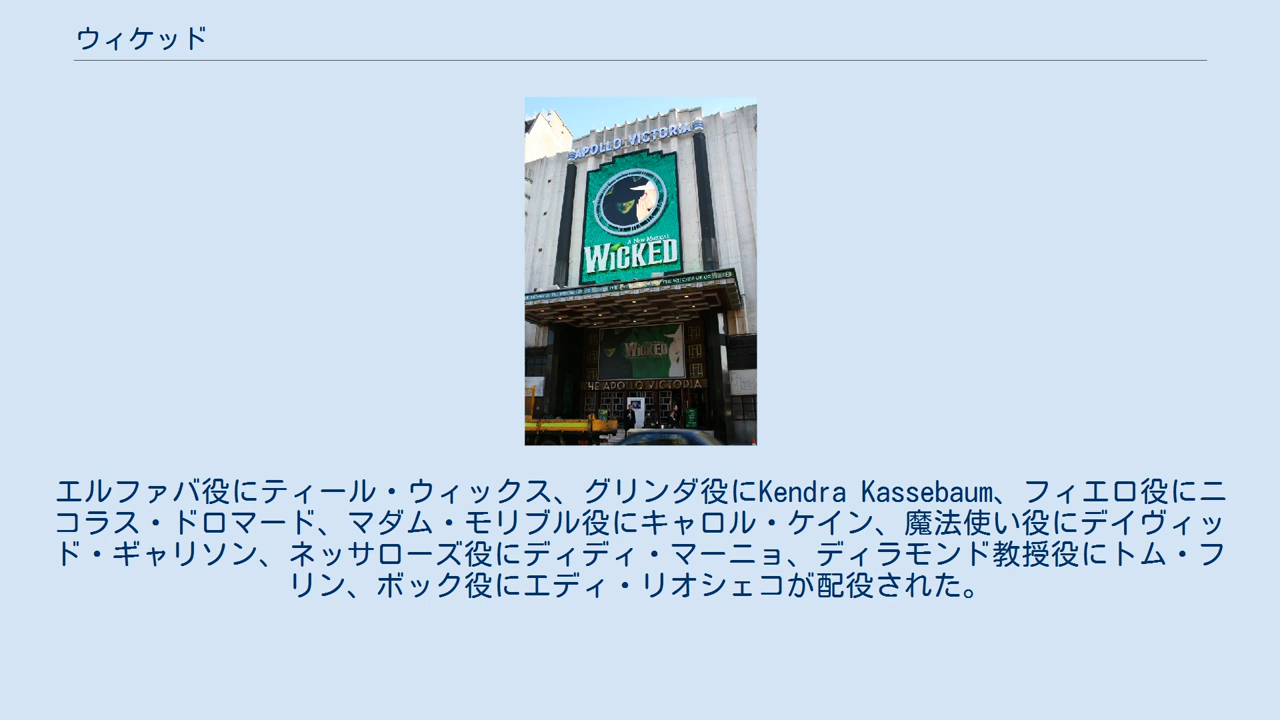 ウィケッド
APOLLO VICTORIA
A NEW MUSICAL
WICKED
WICKED
THE APOLLO VICTORIA
エルファバ役にティール・ウィックス、グリンダ役にKendra Kassebaum、フィエロ役にニ
コラス・ドロマード、マダム・モリブル役にキャロル・ケイン、魔法使い役にデイヴィッ
ド・ギャリソン、ネッサローズ役にディディ・マーニョ、ディラモンド教授役にトム・フ
リン、ボック役にエディ・リオシェコが配役された。